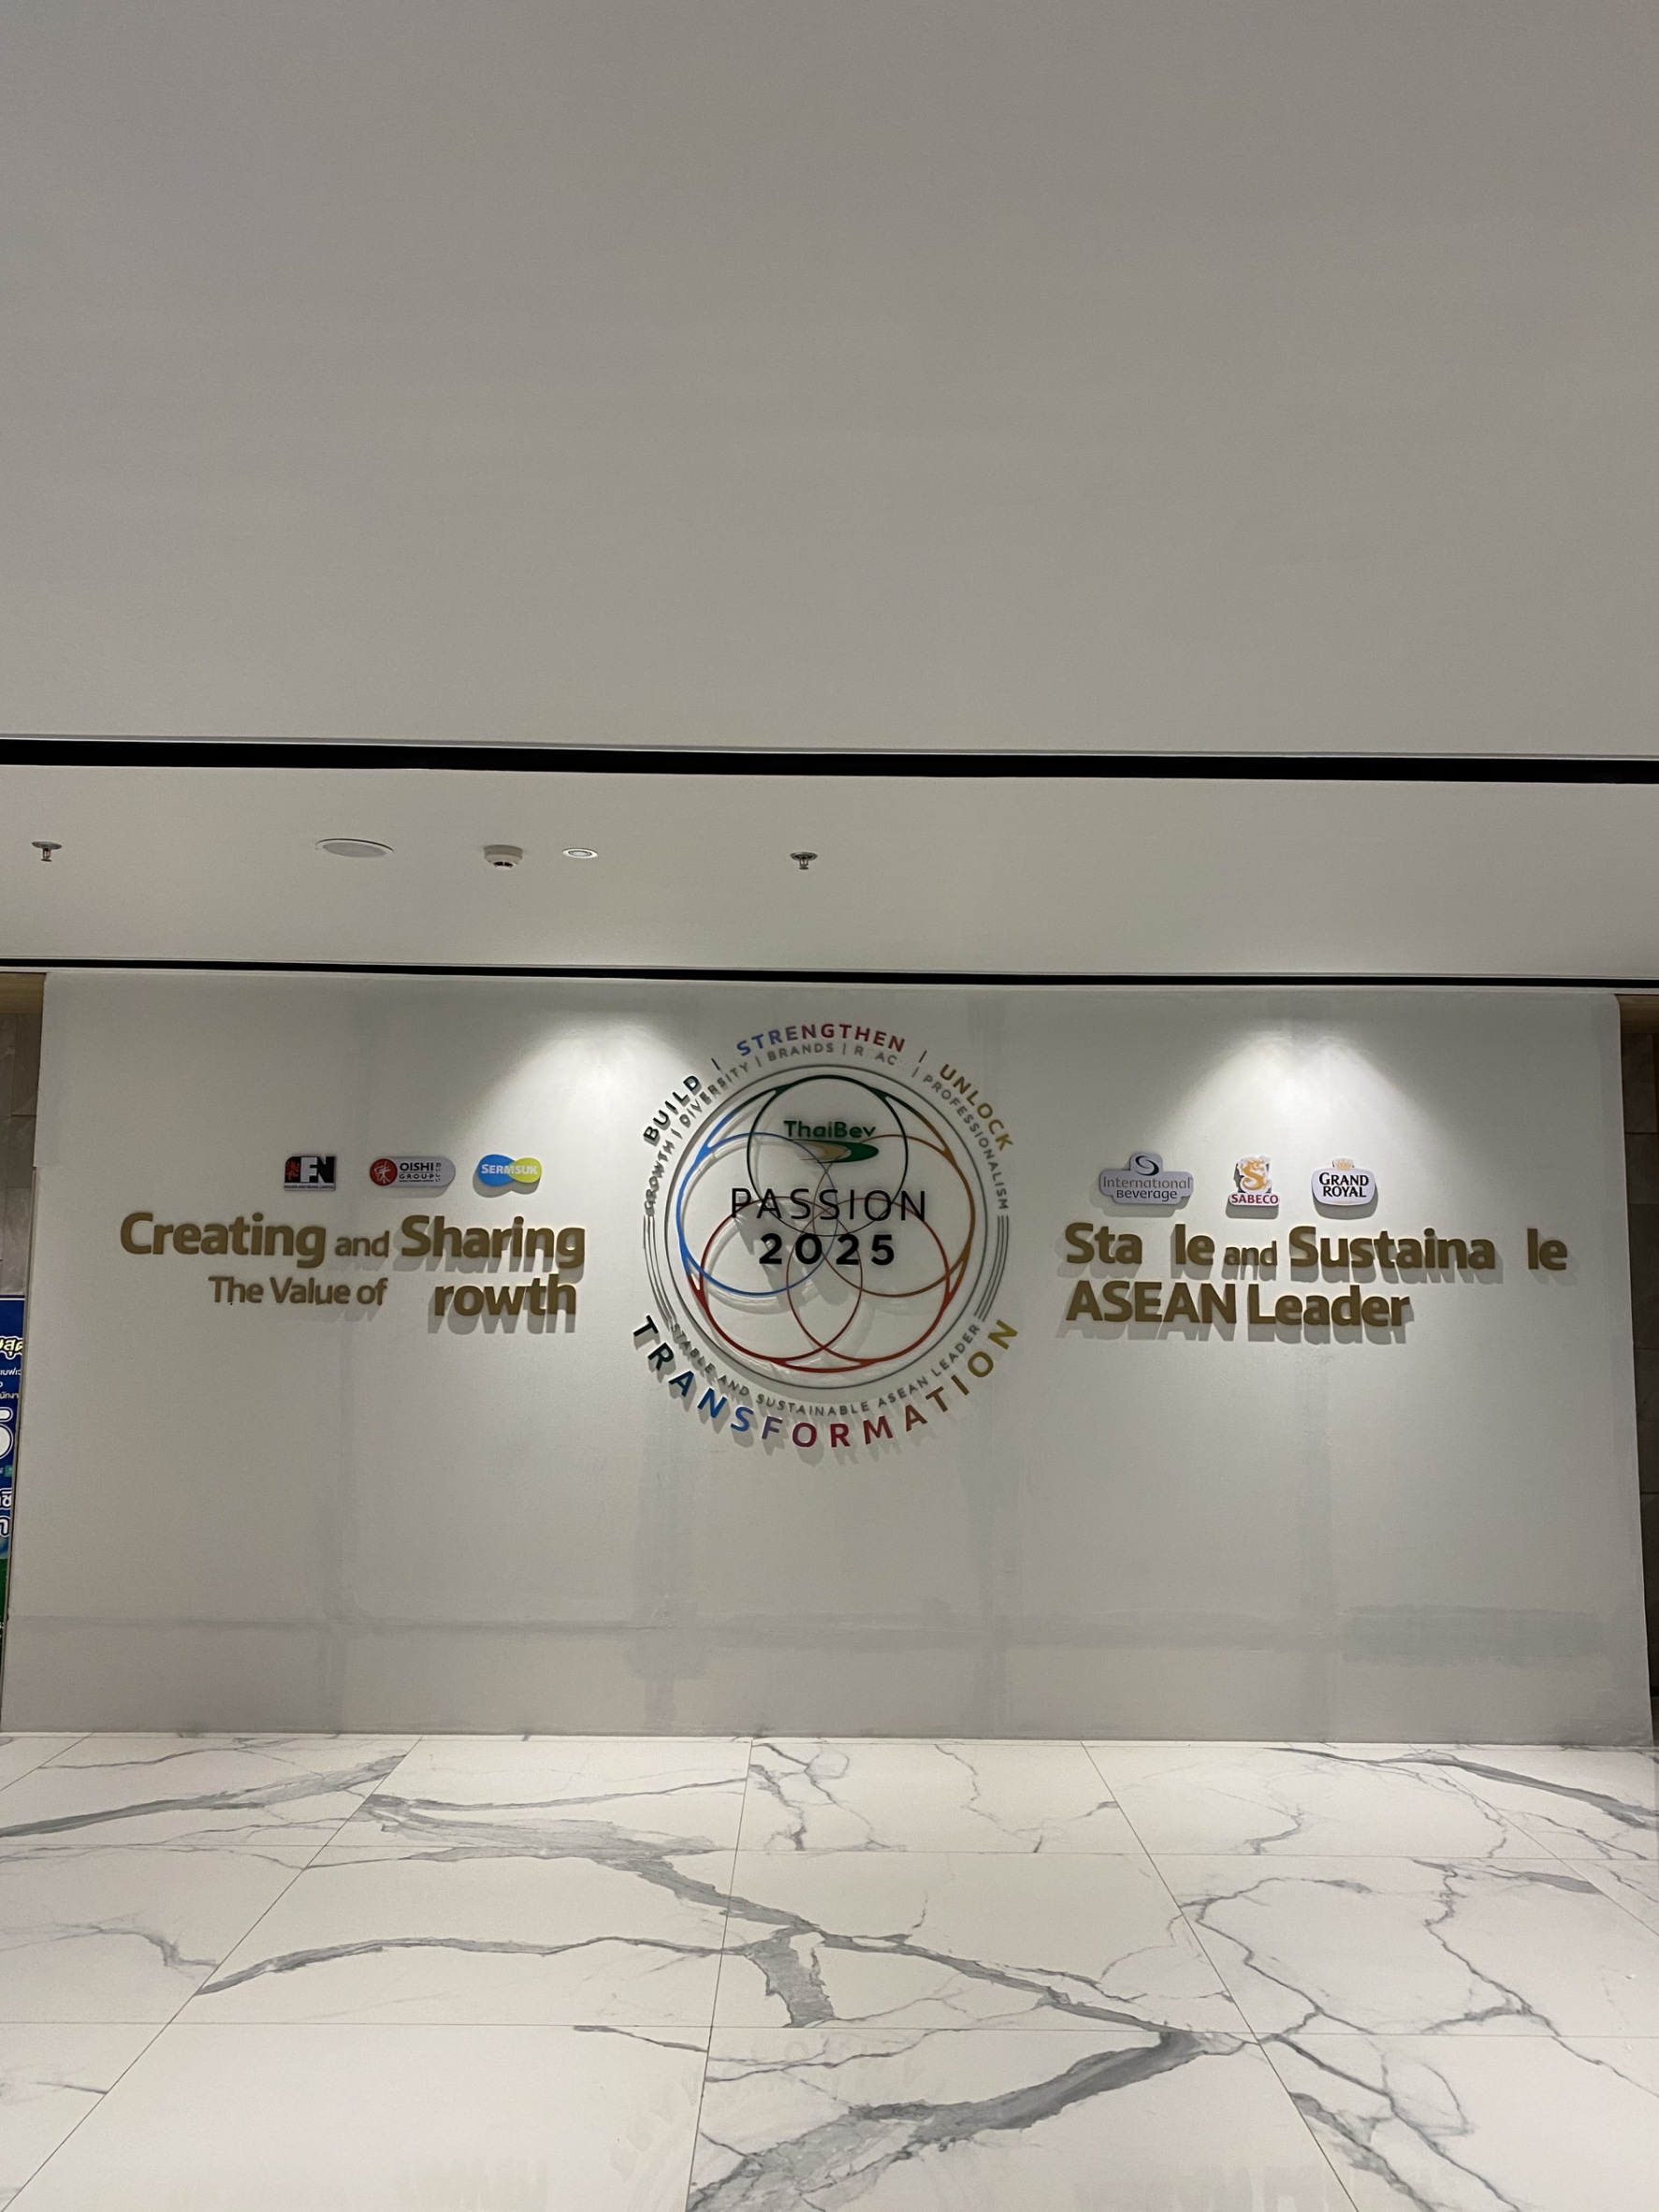 BUILD | STRENGTHEN | UNLOCK
GROWTH | DIVERSITY | BRANDS | R AC | PROFESSIONALISM
ThaiBev
PASSION
2025
STABLE AND SUSTAINABLE ASEAN LEADER
TRANSFORMATION
FN
OISHI
GROUP
SERMSUK
Creating and Sharing
The Value of rowth
International
Beverage
SABECO
GRAND
ROYAL
Sta le and Sustaina le
ASEAN Leader